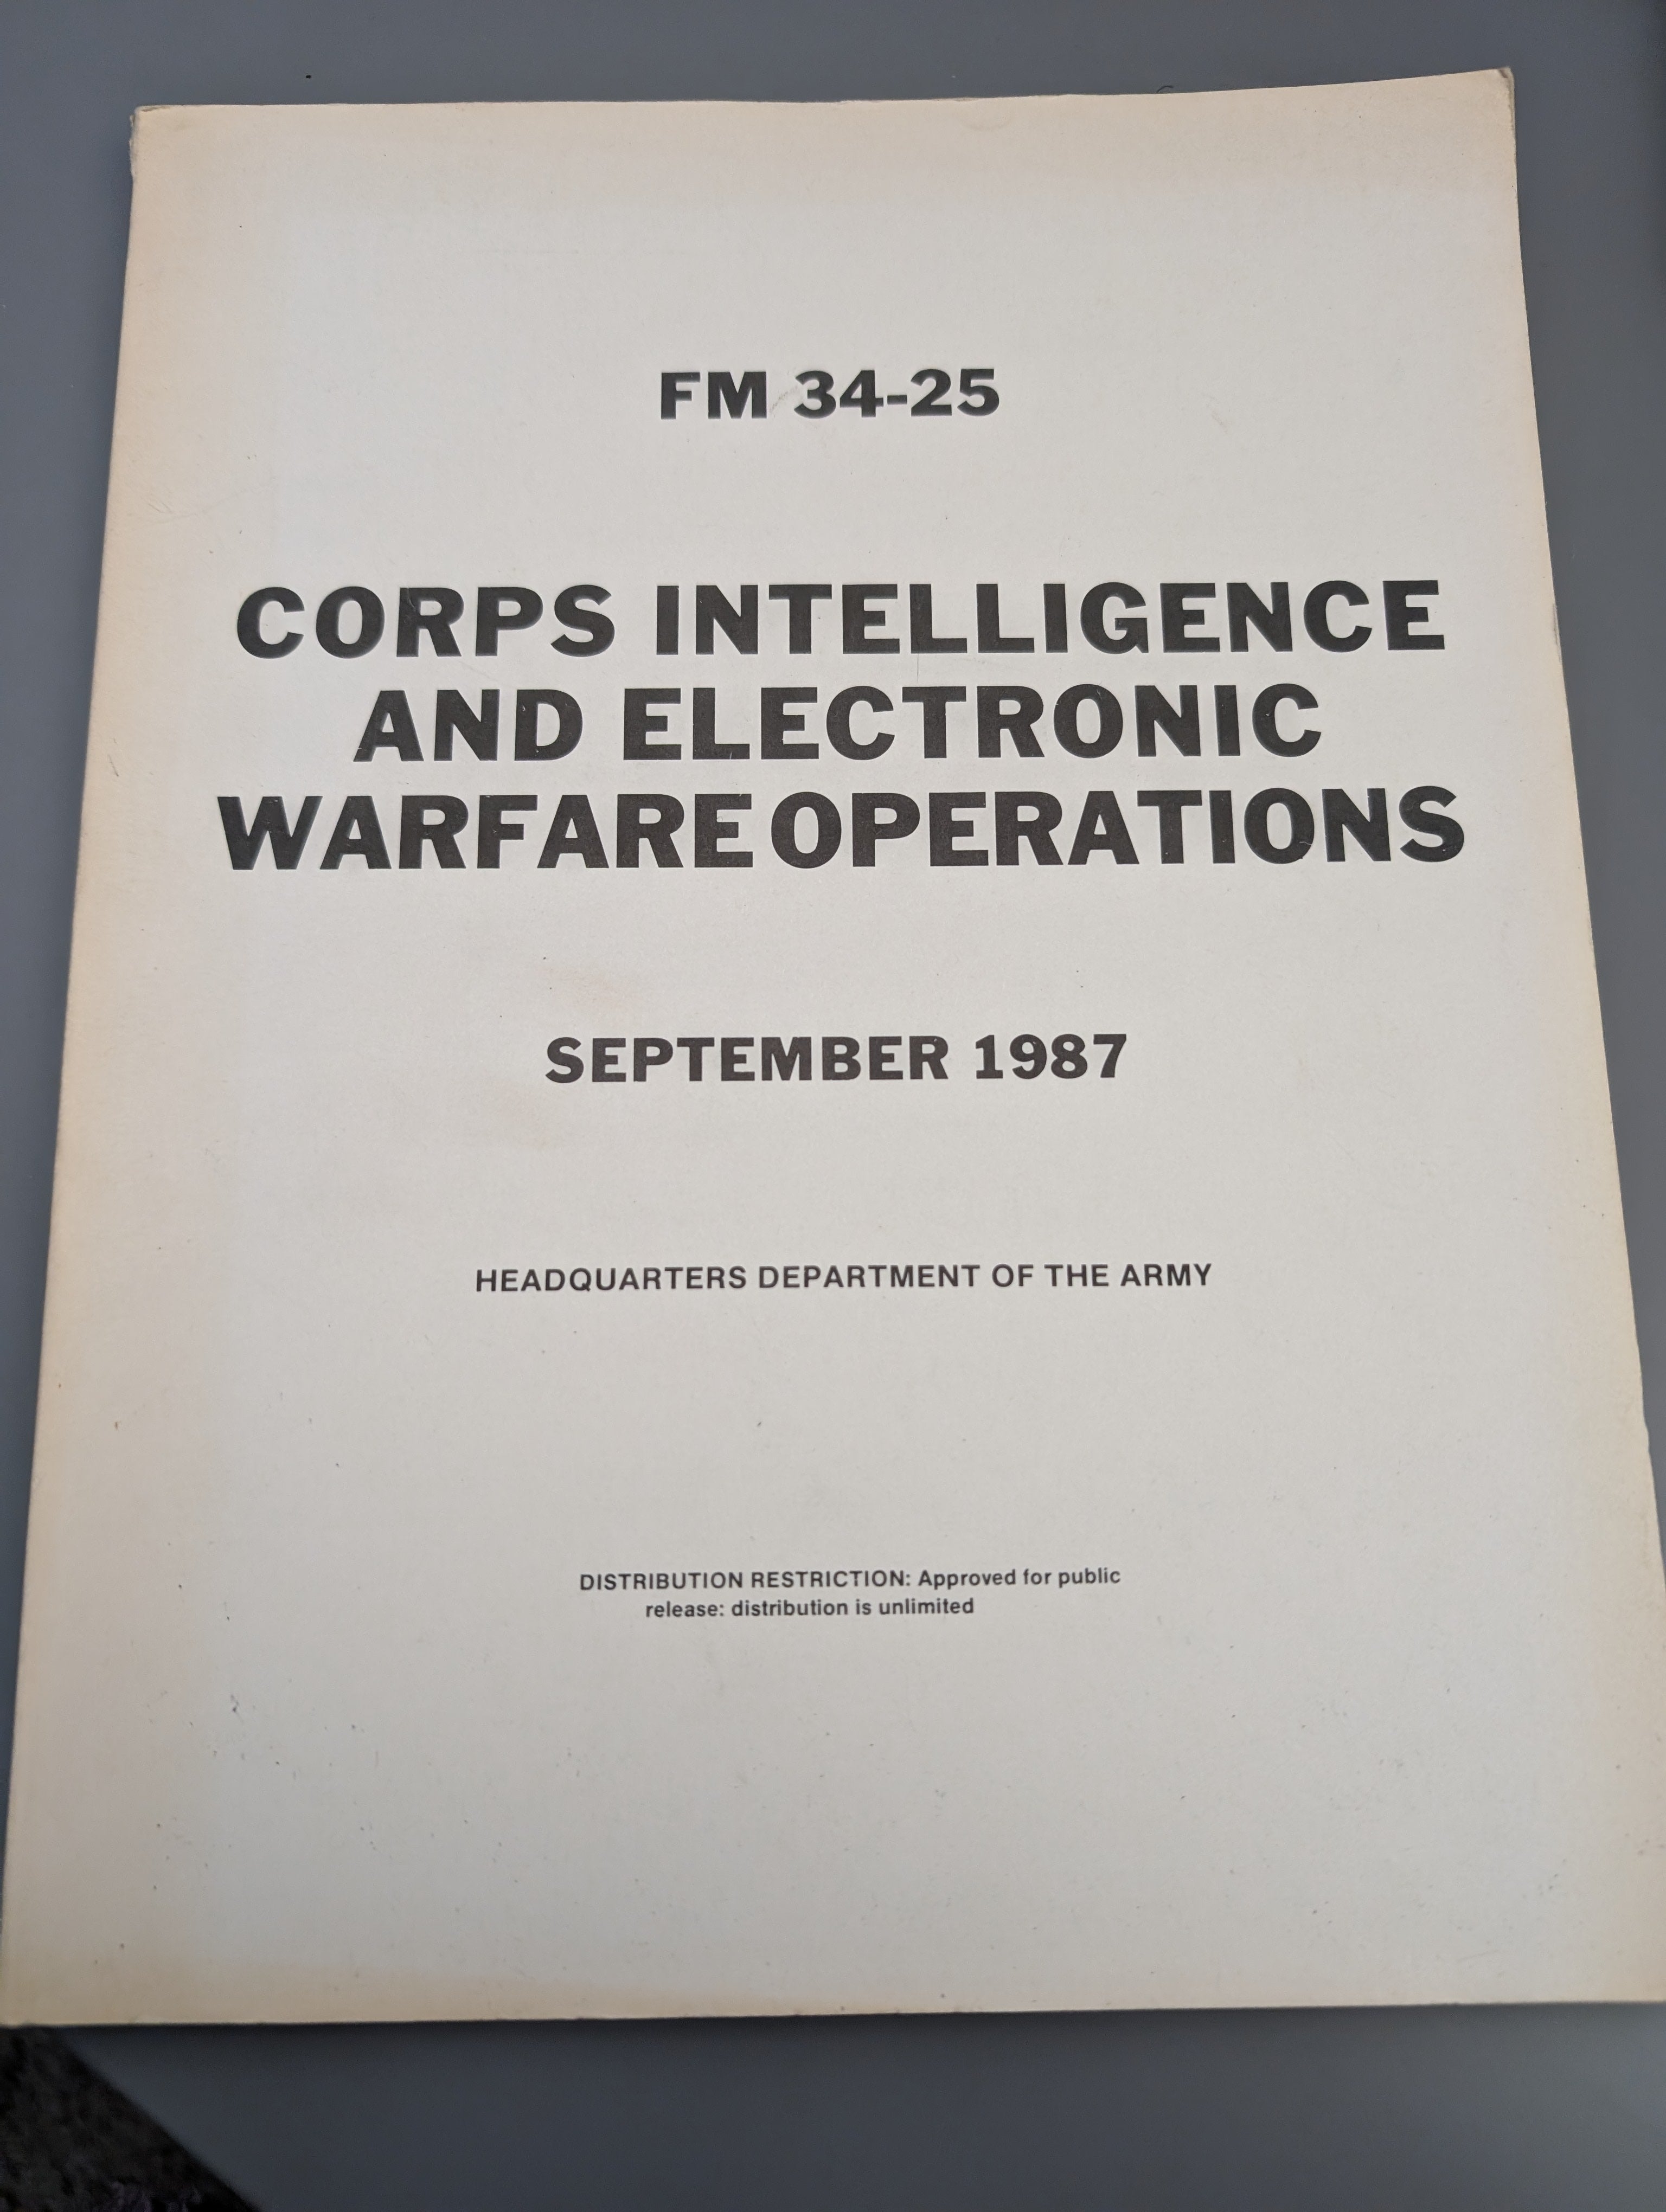 FM 34-25
CORPS INTELLIGENCE
AND ELECTRONIC
WARFARE OPERATIONS
SEPTEMBER 1987
HEADQUARTERS DEPARTMENT OF THE ARMY
DISTRIBUTION RESTRICTION: Approved for public
release: distribution is unlimited